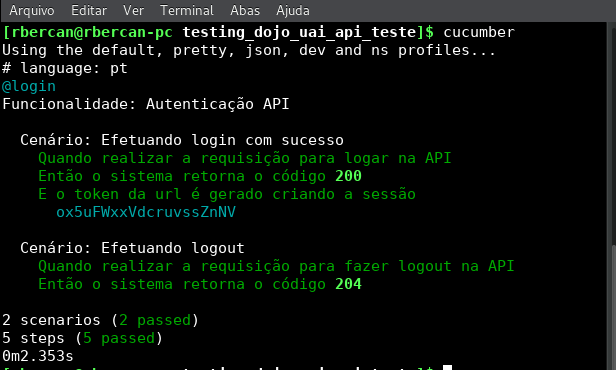 Arquivo Editar Ver Terminal Abas Ajuda
[rbercan@rbercan-pc testing_dojo_uai_api_teste]$ cucumber
Using the default, pretty, json, dev and ns profiles...
# language: pt
@login
Funcionalidade: Autenticação API
Cenário: Efetuando login com sucesso
Quando realizar a requisição para logar na API
Então o sistema retorna o código 200
E o token da url é gerado criando a sessão
ox5uFWxxVdcruvssZnNV
Cenário: Efetuando logout
Quando realizar a requisição para fazer logout na API
Então o sistema retorna o código 204
2 scenarios (2 passed)
5 steps (5 passed)
0m2.353s